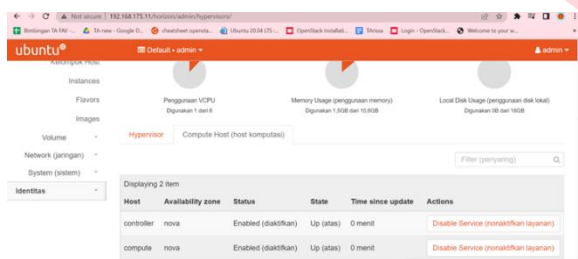 Not secure | 192.168.175.11/horizon/admin/hypervisors/
Bimbingan TA FAV -... TA new - Google D... cheatsheet opensta... Ubuntu 20.04 LTS -... OpenStack Installati... TArissa Login - OpenStack... Welcome to your w...
ubuntu® Default • admin admin
Kelompok Host
Instances
Flavors
Images
Volume
Network (jaringan)
System (sistem)
Identitas
Penggunaan VCPU
Digunakan 1 dari 6
Memory Usage (penggunaan memory)
Digunakan 1,5GB dari 10,6GB
Local Disk Usage (penggunaan disk lokal)
Digunakan 0B dari 16GB
Hypervisor Compute Host (host komputasi)
Filter (penyaring)
Displaying 2 item
Host Availability zone Status State Time since update Actions
controller nova Enabled (diaktifkan) Up (atas) 0 menit Disable Service (nonaktifkan layanan)
compute nova Enabled (diaktifkan) Up (atas) 0 menit Disable Service (nonaktifkan layanan)